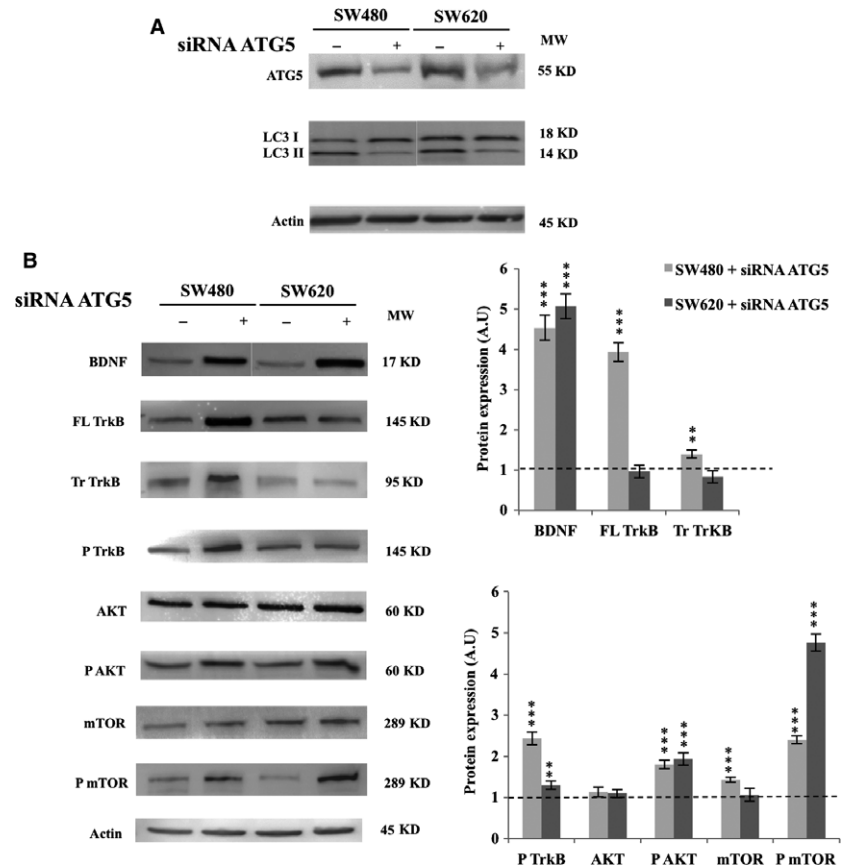 A
SW480 SW620
siRNA ATG5 – + – + MW
ATG5 55 KD
LC3 I 18 KD
LC3 II 14 KD
Actin 45 KD
B
siRNA ATG5 SW480 SW620
– + – + MW
BDNF 17 KD
FL TrkB 145 KD
Tr TrkB 95 KD
P TrkB 145 KD
AKT 60 KD
P AKT 60 KD
mTOR 289 KD
P mTOR 289 KD
Actin 45 KD
SW480 + siRNA ATG5
SW620 + siRNA ATG5
Protein expression (A.U)
6
5
4
3
2
1
0
*** *** *** **
BDNF FL TrkB Tr TrKB
Protein expression (A.U)
6
5
4
3
2
1
0
*** ** *** *** *** *** ***
P TrkB AKT P AKT mTOR P mTOR